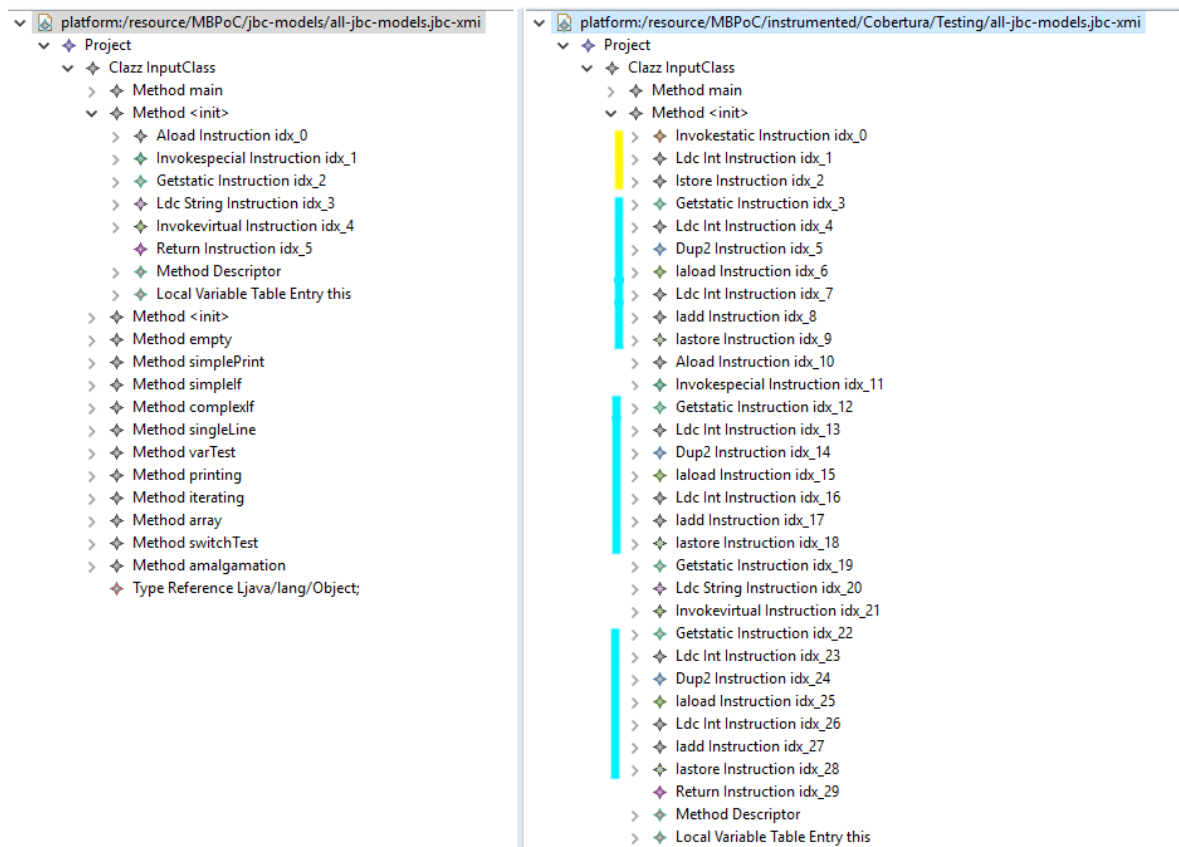 platform:/resource/MBPoC/jbc-models/all-jbc-models.jbc-xmi
Project
Clazz InputClass
Method main
Method <init>
Aload Instruction idx_0
Invokespecial Instruction idx_1
Getstatic Instruction idx_2
Ldc String Instruction idx_3
Invokevirtual Instruction idx_4
Return Instruction idx_5
Method Descriptor
Local Variable Table Entry this
Method <init>
Method empty
Method simplePrint
Method simpleIf
Method complexIf
Method singleLine
Method varTest
Method printing
Method iterating
Method array
Method switchTest
Method amalgamation
Type Reference Ljava/lang/Object;
platform:/resource/MBPoC/instrumented/Cobertura/Testing/all-jbc-models.jbc-xmi
Project
Clazz InputClass
Method main
Method <init>
Invokestatic Instruction idx_0
Ldc Int Instruction idx_1
Istore Instruction idx_2
Getstatic Instruction idx_3
Ldc Int Instruction idx_4
Dup2 Instruction idx_5
Iaload Instruction idx_6
Ldc Int Instruction idx_7
Iadd Instruction idx_8
Iastore Instruction idx_9
Aload Instruction idx_10
Invokespecial Instruction idx_11
Getstatic Instruction idx_12
Ldc Int Instruction idx_13
Dup2 Instruction idx_14
Iaload Instruction idx_15
Ldc Int Instruction idx_16
Iadd Instruction idx_17
Iastore Instruction idx_18
Getstatic Instruction idx_19
Ldc String Instruction idx_20
Invokevirtual Instruction idx_21
Getstatic Instruction idx_22
Ldc Int Instruction idx_23
Dup2 Instruction idx_24
Iaload Instruction idx_25
Ldc Int Instruction idx_26
Iadd Instruction idx_27
Iastore Instruction idx_28
Return Instruction idx_29
Method Descriptor
Local Variable Table Entry this